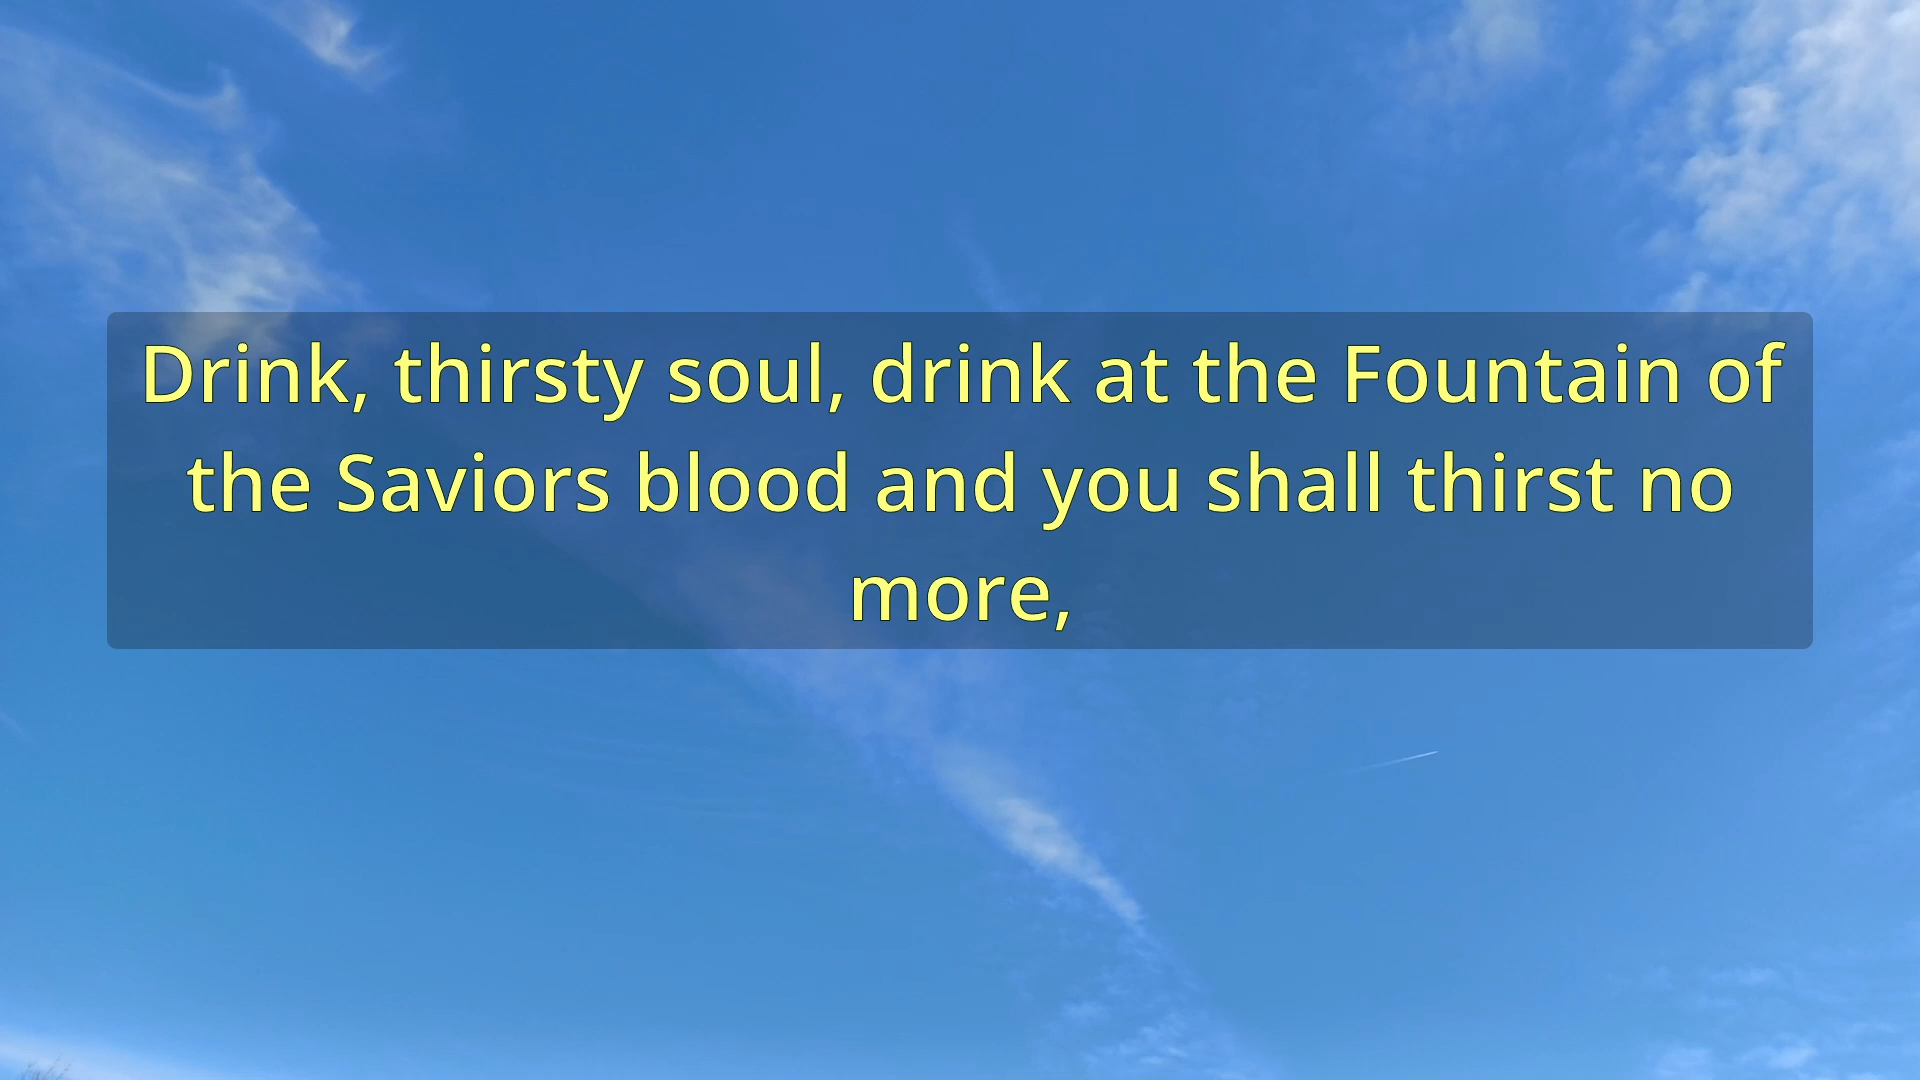 Drink, thirsty soul, drink at the Fountain of
the Saviors blood and you shall thirst no
more,